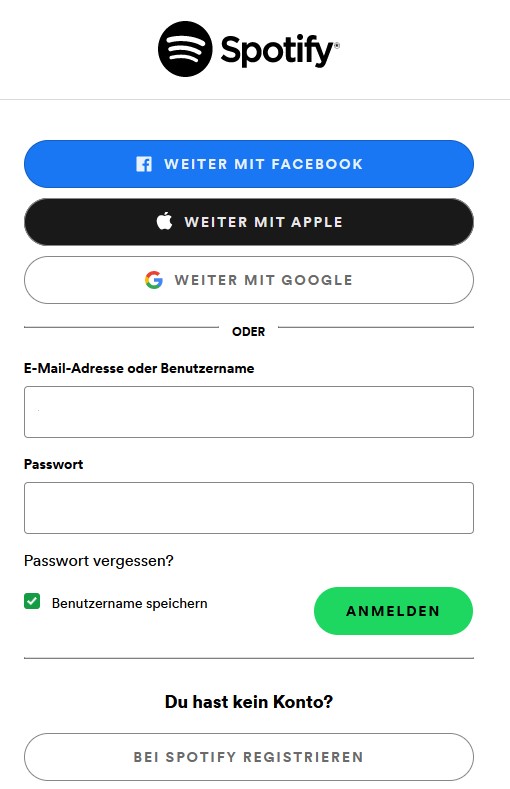 Spotify®
WEITER MIT FACEBOOK
WEITER MIT APPLE
WEITER MIT GOOGLE
ODER
E-Mail-Adresse oder Benutzername
Passwort
Passwort vergessen?
Benutzername speichern
ANMELDEN
Du hast kein Konto?
BEI SPOTIFY REGISTRIEREN